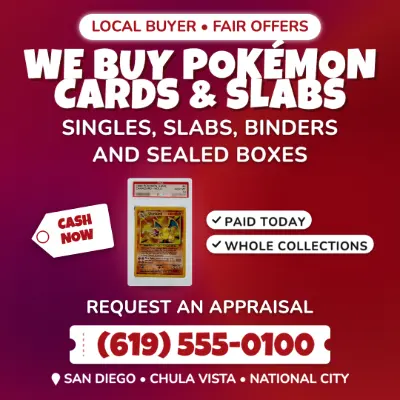 LOCAL BUYER • FAIR OFFERS
WE BUY POKÉMON
CARDS & SLABS
SINGLES, SLABS, BINDERS
AND SEALED BOXES
CASH
NOW
✓ PAID TODAY
✓ WHOLE COLLECTIONS
REQUEST AN APPRAISAL
(619) 555-0100
SAN DIEGO • CHULA VISTA • NATIONAL CITY